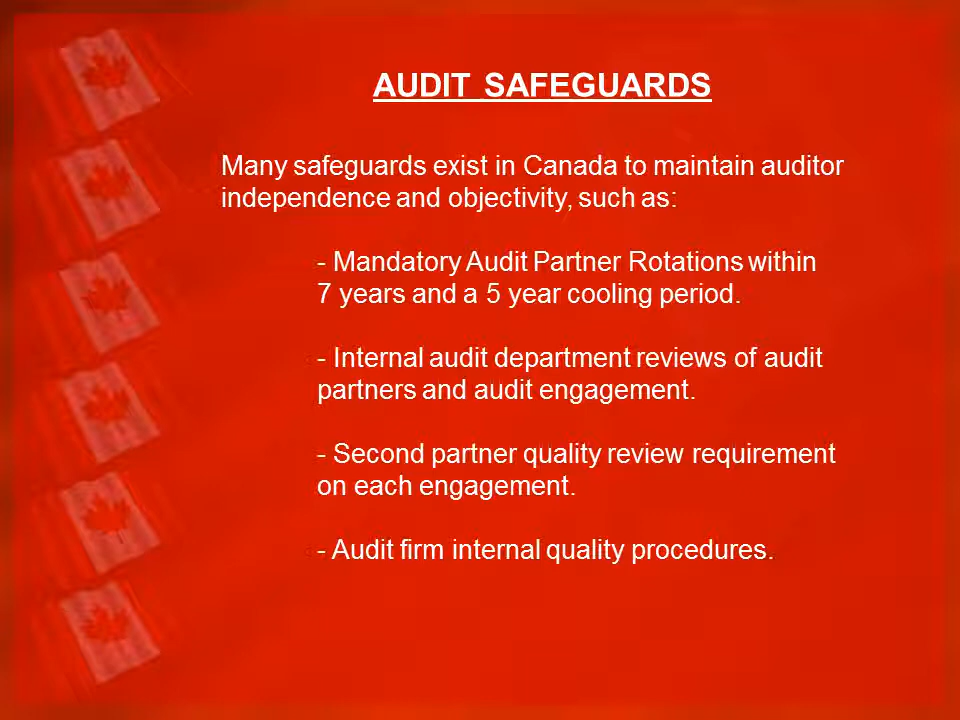 AUDIT SAFEGUARDS
Many safeguards exist in Canada to maintain auditor
independence and objectivity, such as:
- Mandatory Audit Partner Rotations within
7 years and a 5 year cooling period.
- Internal audit department reviews of audit
partners and audit engagement.
- Second partner quality review requirement
on each engagement.
- Audit firm internal quality procedures.